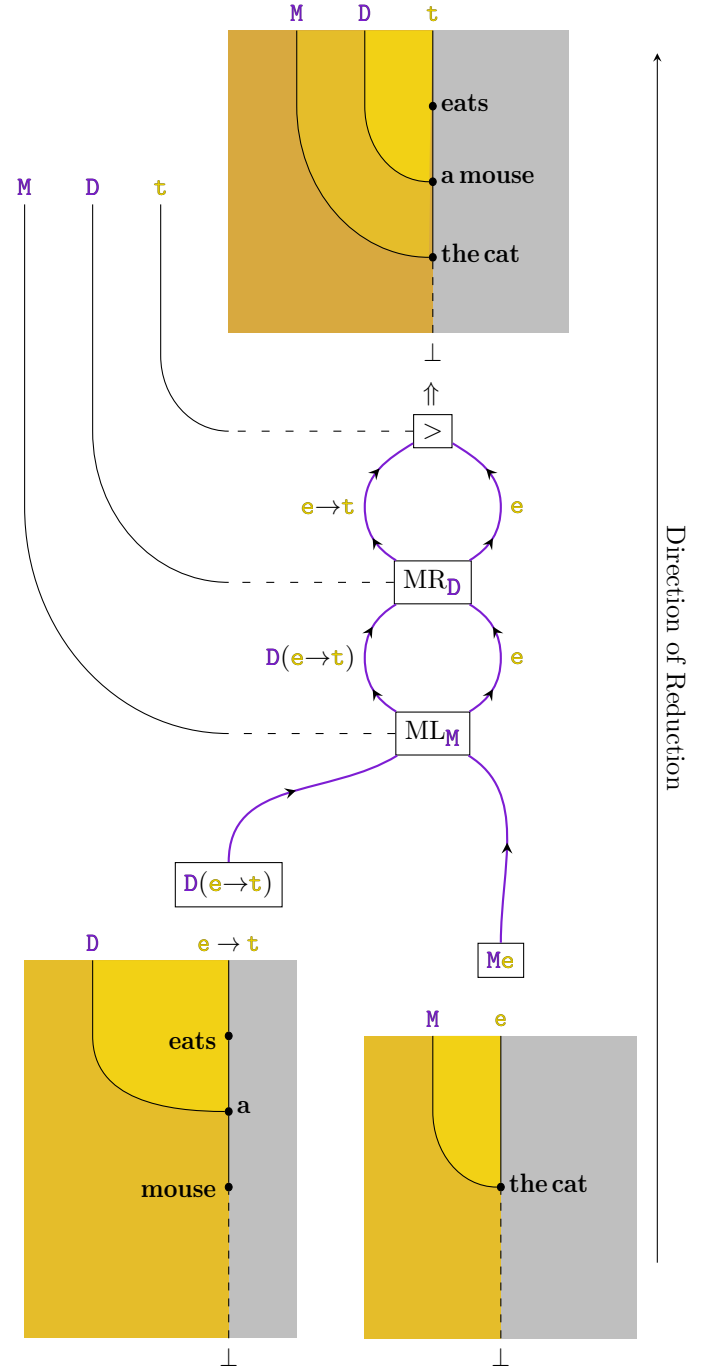 M D t
eats
a mouse
the cat
⊥
M D t
⇑
>
e→t e
MR_D
D(e→t) e
ML_M
Direction of Reduction
D(e→t)
Me
D e → t
eats
a
mouse
⊥
M e
the cat
⊥